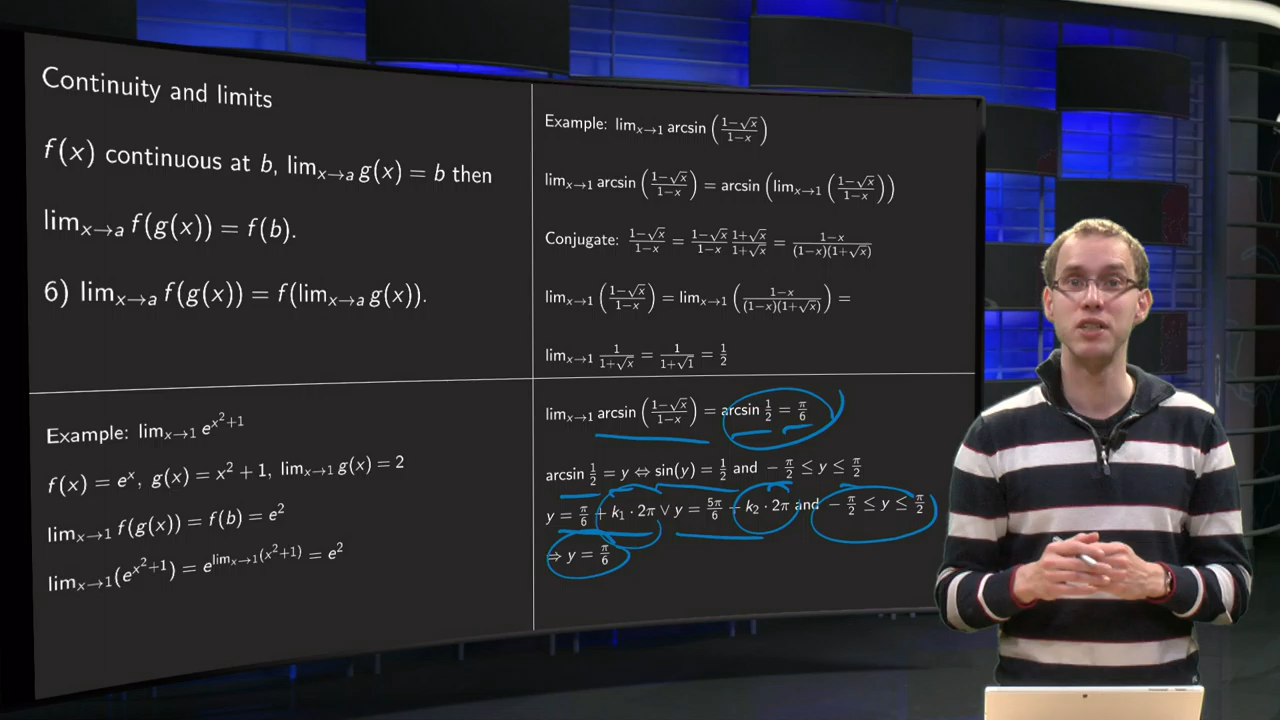 Continuity and limits
f(x) continuous at b, lim_{x→a} g(x) = b then
lim_{x→a} f(g(x)) = f(b).
6) lim_{x→a} f(g(x)) = f(lim_{x→a} g(x)).
Example: lim_{x→1} arcsin ((1−√x)/(1−x))
lim_{x→1} arcsin ((1−√x)/(1−x)) = arcsin (lim_{x→1} ((1−√x)/(1−x)))
Conjugate: (1−√x)/(1−x) = (1−√x)/(1−x) (1+√x)/(1+√x) = (1−x)/((1−x)(1+√x))
lim_{x→1} ((1−√x)/(1−x)) = lim_{x→1} ((1−x)/((1−x)(1+√x))) =
lim_{x→1} 1/(1+√x) = 1/(1+√1) = 1/2
Example: lim_{x→1} e^{x²+1}
f(x) = e^x, g(x) = x² + 1, lim_{x→1} g(x) = 2
lim_{x→1} f(g(x)) = f(b) = e²
lim_{x→1}(e^{x²+1}) = e^{lim_{x→1}(x²+1)} = e²
lim_{x→1} arcsin ((1−√x)/(1−x)) = arcsin 1/2 = π/6
arcsin 1/2 = y ⇔ sin(y) = 1/2 and −π/2 ≤ y ≤ π/2
y = π/6 + k₁ · 2π ∨ y = 5π/6 + k₂ · 2π and −π/2 ≤ y ≤ π/2
⇒ y = π/6